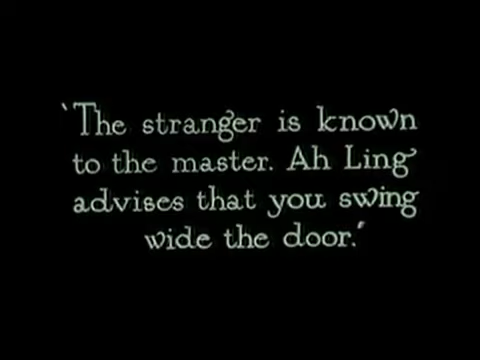 ‘The stranger is known
to the master. Ah Ling
advises that you swing
wide the door.’